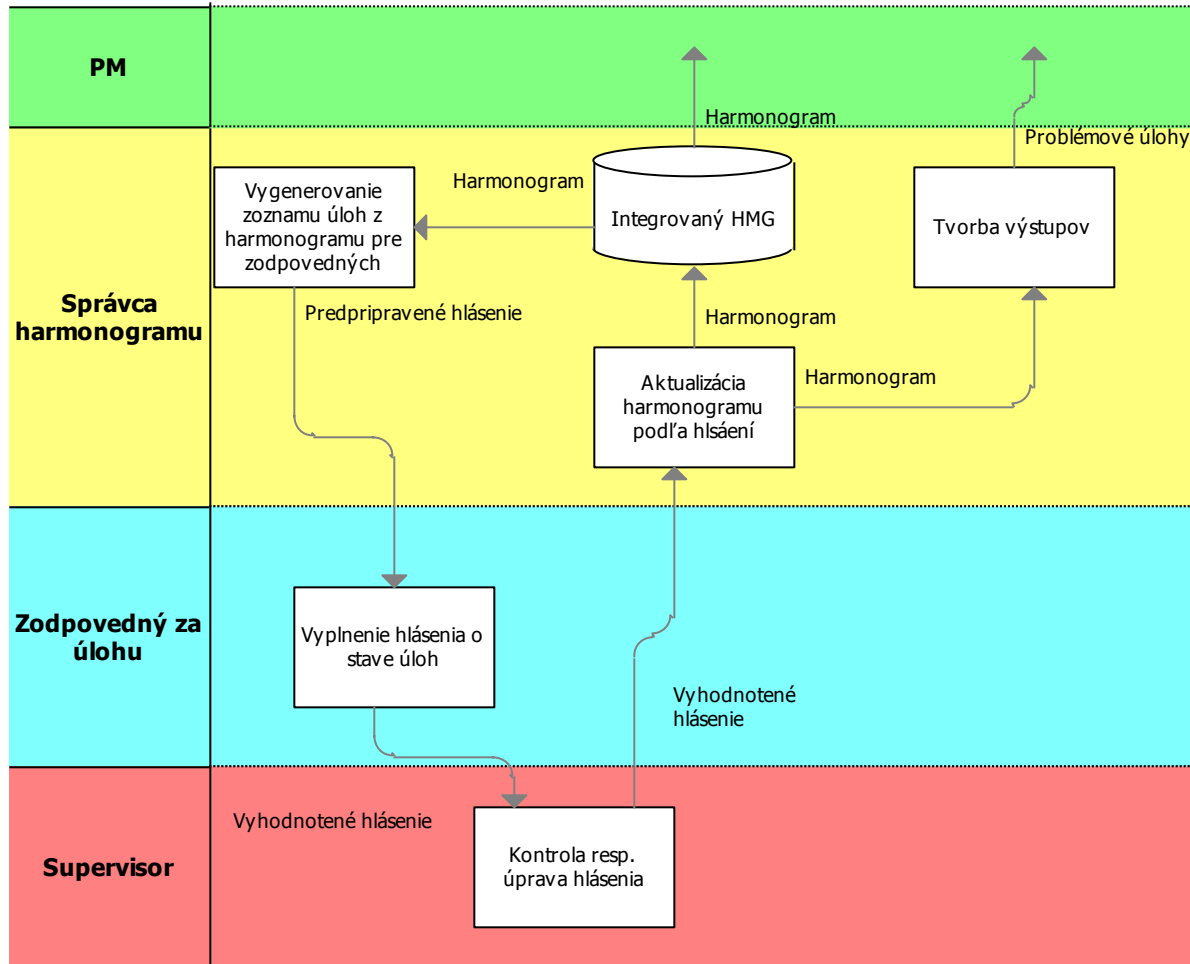 PM
Harmonogram
Problémové úlohy
Správca
harmonogramu
Vygenerovanie
zoznamu úloh z
harmonogramu pre
zodpovedných
Harmonogram
Integrovaný HMG
Tvorba výstupov
Predpripravené hlásenie
Harmonogram
Aktualizácia
harmonogramu
podľa hlsáení
Harmonogram
Zodpovedný za
úlohu
Vyplnenie hlásenia o
stave úloh
Vyhodnotené
hlásenie
Supervisor
Vyhodnotené hlásenie
Kontrola resp.
úprava hlásenia